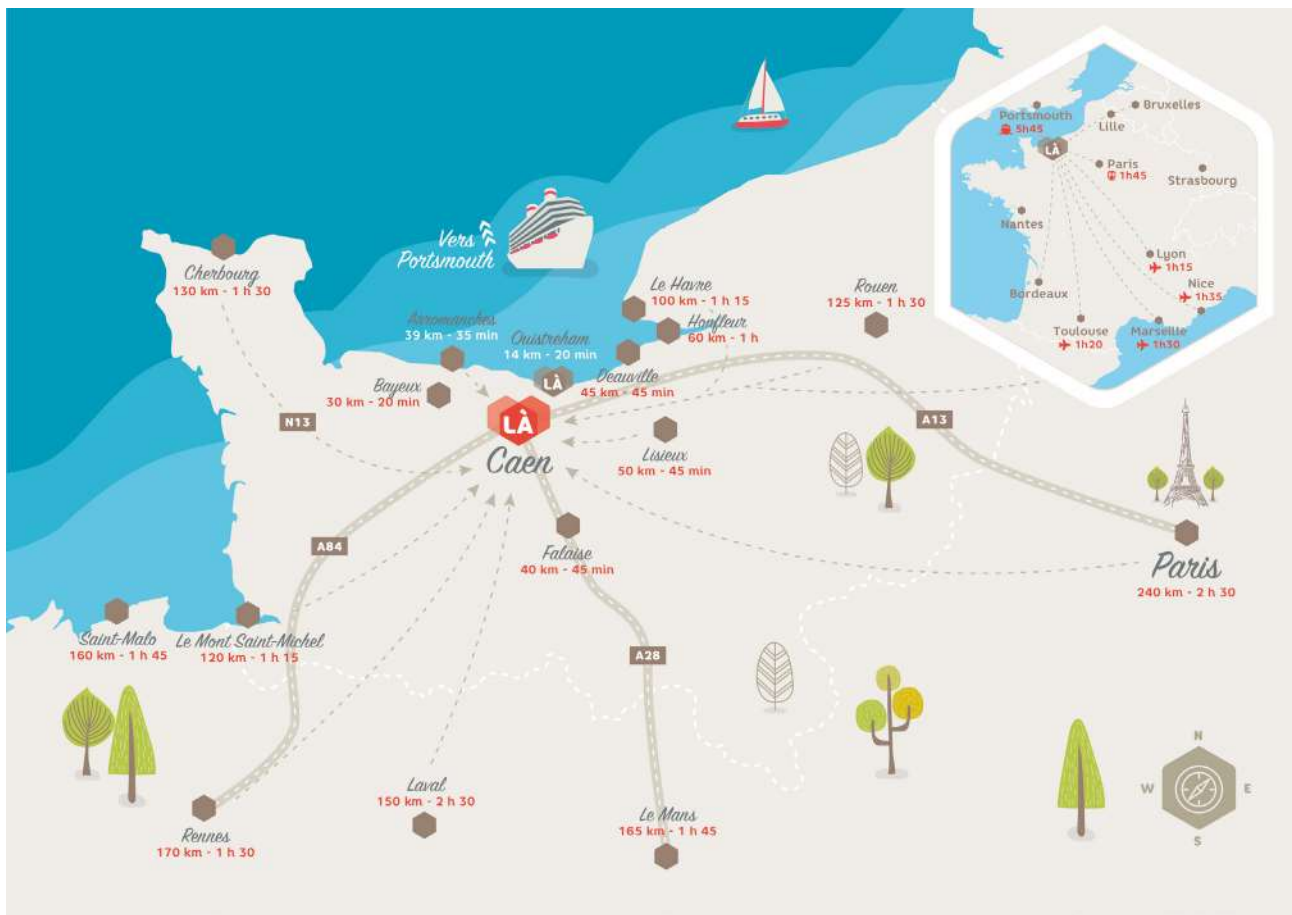 Portsmouth
5h45
Bruxelles
Lille
LÀ
Paris
1h45
Strasbourg
Nantes
Lyon
1h15
Nice
1h35
Bordeaux
Toulouse
1h20
Marseille
1h30
Vers
Portsmouth
Cherbourg
130 km - 1 h 30
Le Havre
100 km - 1 h 15
Rouen
125 km - 1 h 30
Honfleur
60 km - 1 h
Arromanches
39 km - 35 min
Ouistreham
14 km - 20 min
LÀ
Deauville
45 km - 45 min
Bayeux
30 km - 20 min
N13
A13
LÀ
Caen
Lisieux
50 km - 45 min
A84
Falaise
40 km - 45 min
Paris
240 km - 2 h 30
Saint-Malo
160 km - 1 h 45
Le Mont Saint-Michel
120 km - 1 h 15
A28
N
W
E
S
Laval
150 km - 2 h 30
Rennes
170 km - 1 h 30
Le Mans
165 km - 1 h 45